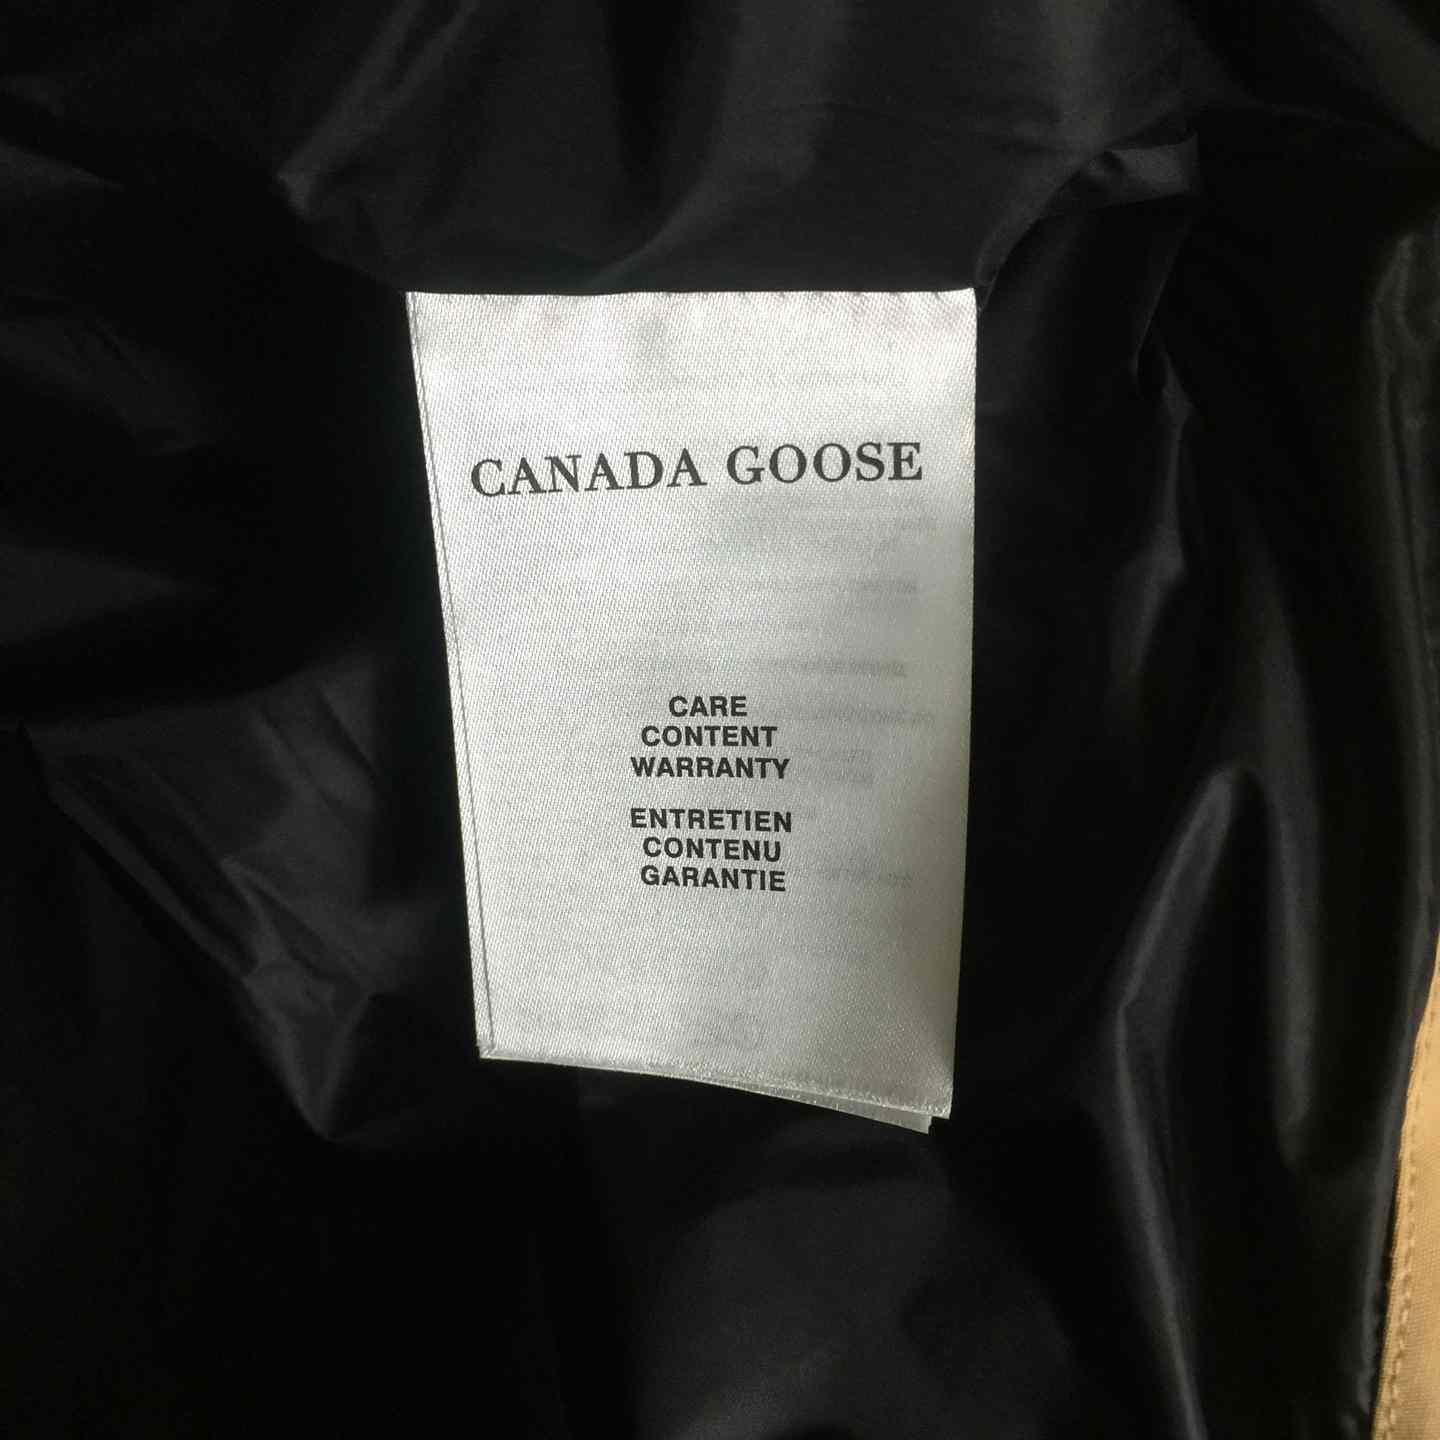 CANADA GOOSE
CARE
CONTENT
WARRANTY
ENTRETIEN
CONTENU
GARANTIE